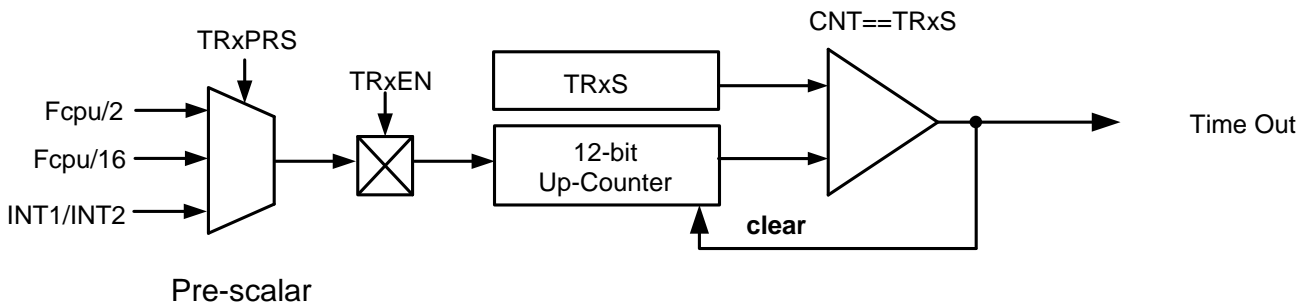 CNT==TRxS
TRxPRS
TRxEN
TRxS
Fcpu/2
Time Out
12-bit
Up-Counter
Fcpu/16
INT1/INT2
clear
Pre-scalar